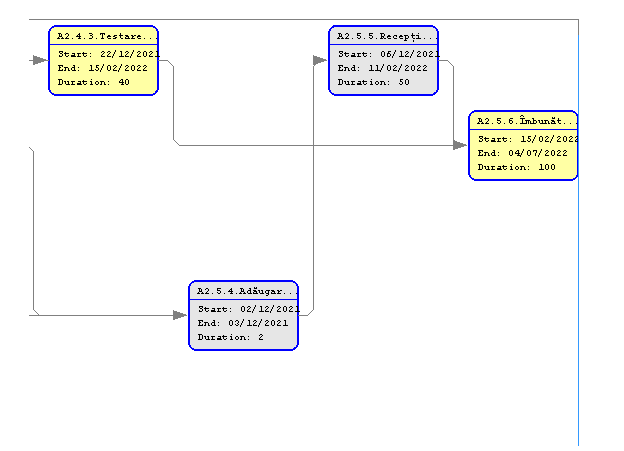 A2.4.3.Testare...
Start: 22/12/2021
End: 15/02/2022
Duration: 40
A2.5.5.Recepți...
Start: 06/12/2021
End: 11/02/2022
Duration: 50
A2.5.6.Îmbunăt...
Start: 15/02/2022
End: 04/07/2022
Duration: 100
A2.5.4.Adăugar...
Start: 02/12/2021
End: 03/12/2021
Duration: 2